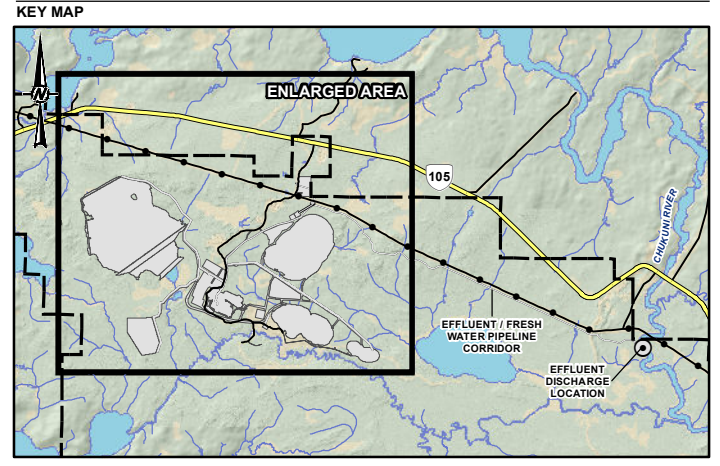 KEY MAP
N
ENLARGED AREA
105
CHUKUNI RIVER
EFFLUENT / FRESH
WATER PIPELINE
CORRIDOR
EFFLUENT
DISCHARGE
LOCATION